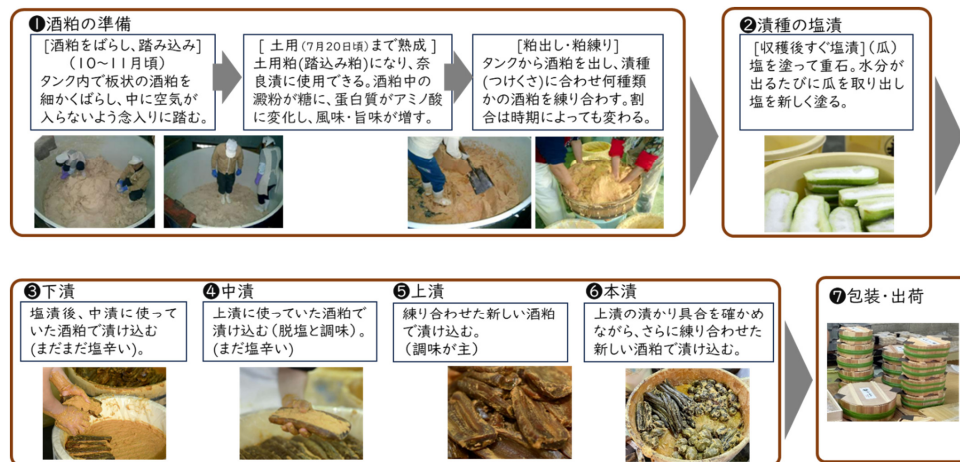 ❶酒粕の準備
[酒粕をばらし、踏み込み]
(10~11月頃)
タンク内で板状の酒粕を
細かくばらし、中に空気が
入らないよう念入りに踏む。
[ 土用(7月20日頃)まで熟成 ]
土用粕(踏込み粕)になり、奈
良漬に使用できる。酒粕中の
澱粉が糖に、蛋白質がアミノ酸
に変化し、風味・旨味が増す。
[粕出し・粕練り]
タンクから酒粕を出し、漬種
(つけくさ)に合わせ何種類
かの酒粕を練り合わす。割
合は時期によっても変わる。
❷漬種の塩漬
[収穫後すぐ塩漬](瓜)
塩を塗って重石。水分が
出るたびに瓜を取り出し
塩を新しく塗る。
❸下漬
塩漬後、中漬に使って
いた酒粕で漬け込む
(まだまだ塩辛い)。
❹中漬
上漬に使っていた酒粕で
漬け込む(脱塩と調味)。
(まだ塩辛い)
❺上漬
練り合わせた新しい酒粕
で漬け込む。
(調味が主)
❻本漬
上漬の漬かり具合を確かめ
ながら、さらに練り合わせた
新しい酒粕で漬け込む。
❼包装・出荷